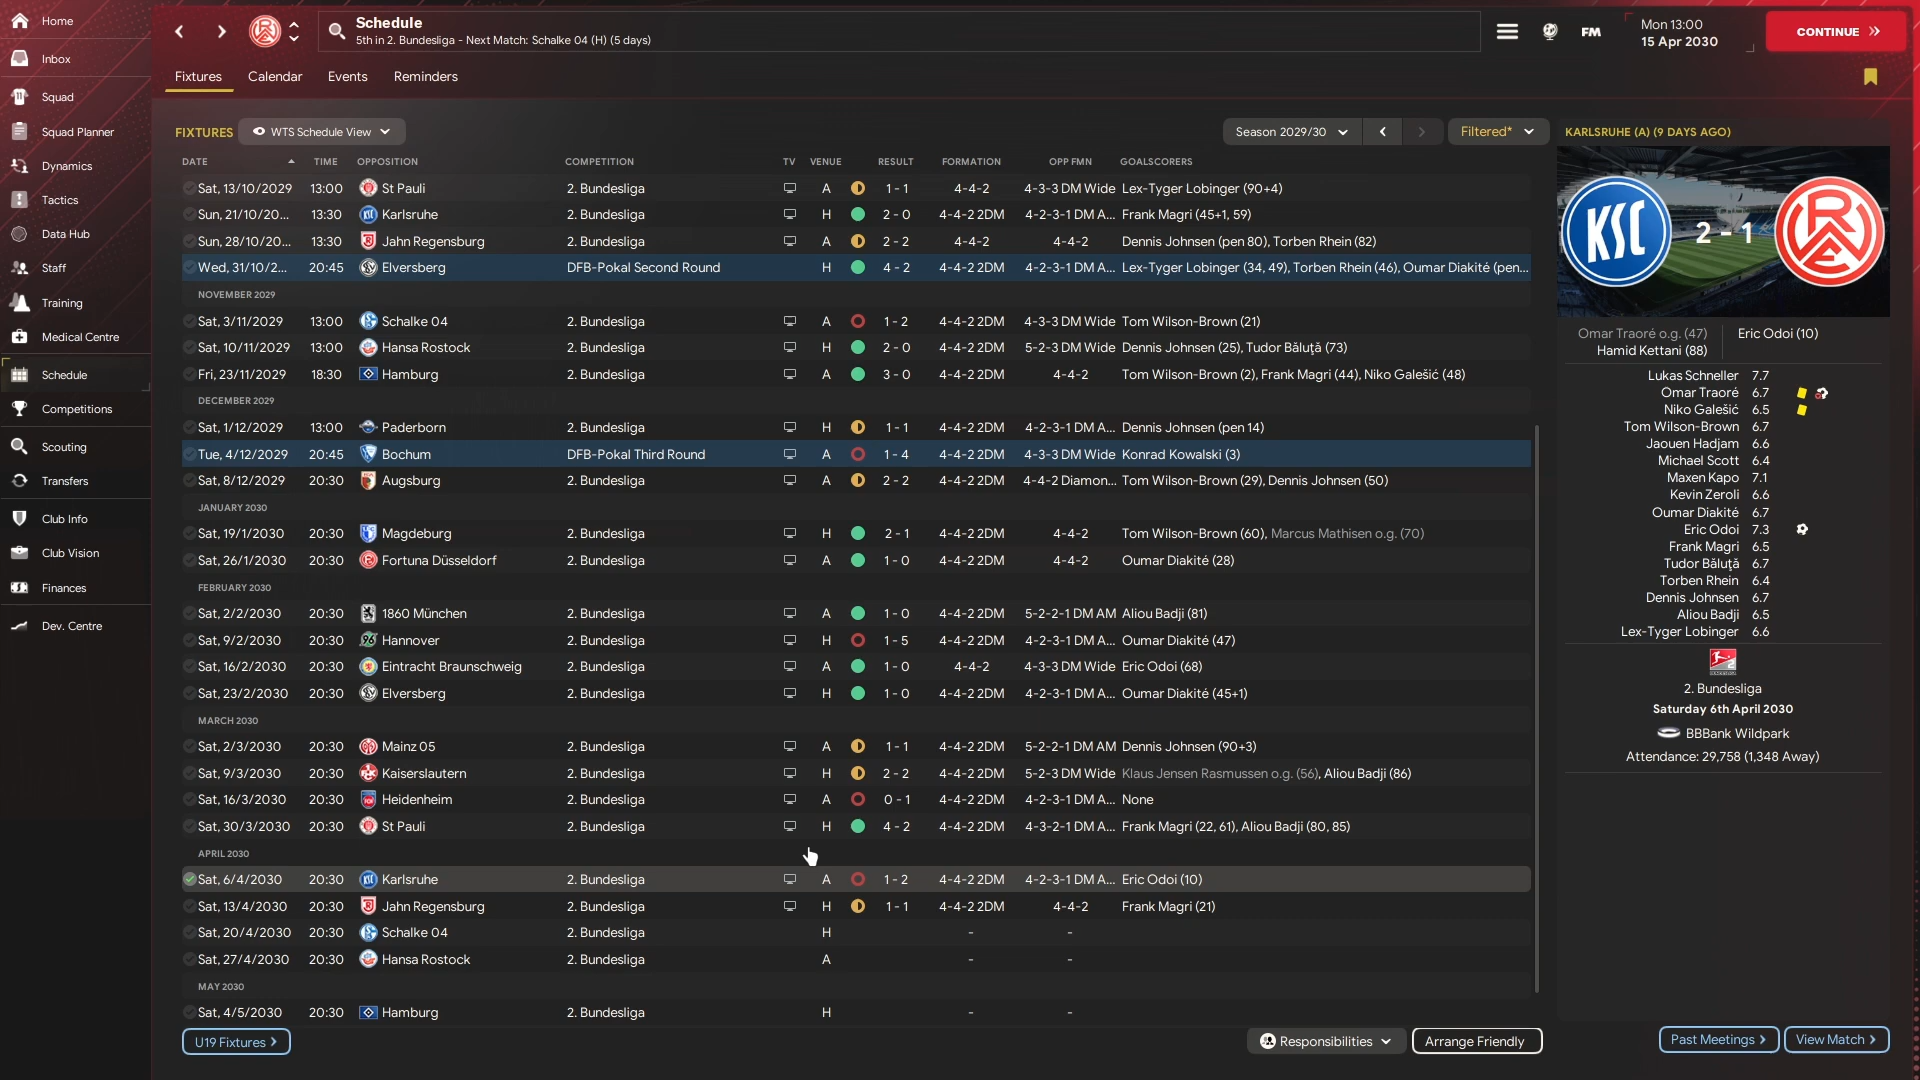 Home
Inbox
Squad
Squad Planner
Dynamics
Tactics
Data Hub
Staff
Training
Medical Centre
Schedule
Competitions
Scouting
Transfers
Club Info
Club Vision
Finances
Dev. Centre
Schedule
5th in 2. Bundesliga - Next Match: Schalke 04 (H) (5 days)
FM
Mon 13:00
15 Apr 2030
CONTINUE
Fixtures Calendar Events Reminders
FIXTURES WTS Schedule View Season 2029/30 Filtered*
DATE TIME OPPOSITION COMPETITION TV VENUE RESULT FORMATION OPP FMN GOALSCORERS
Sat, 13/10/2029 13:00 St Pauli 2. Bundesliga A 1 - 1 4-4-2 4-3-3 DM Wide Lex-Tyger Lobinger (90+4)
Sun, 21/10/20... 13:30 Karlsruhe 2. Bundesliga H 2 - 0 4-4-2 2DM 4-2-3-1 DM A... Frank Magri (45+1, 59)
Sun, 28/10/20... 13:30 Jahn Regensburg 2. Bundesliga A 2 - 2 4-4-2 4-4-2 Dennis Johnsen (pen 80), Torben Rhein (82)
Wed, 31/10/2... 20:45 Elversberg DFB-Pokal Second Round H 4 - 2 4-4-2 2DM 4-2-3-1 DM A... Lex-Tyger Lobinger (34, 49), Torben Rhein (46), Oumar Diakité (pen...
NOVEMBER 2029
Sat, 3/11/2029 13:00 Schalke 04 2. Bundesliga A 1 - 2 4-4-2 2DM 4-3-3 DM Wide Tom Wilson-Brown (21)
Sat, 10/11/2029 13:00 Hansa Rostock 2. Bundesliga H 2 - 0 4-4-2 2DM 5-2-3 DM Wide Dennis Johnsen (25), Tudor Băluţă (73)
Fri, 23/11/2029 18:30 Hamburg 2. Bundesliga A 3 - 0 4-4-2 2DM 4-4-2 Tom Wilson-Brown (2), Frank Magri (44), Niko Galešić (48)
DECEMBER 2029
Sat, 1/12/2029 13:00 Paderborn 2. Bundesliga H 1 - 1 4-4-2 2DM 4-2-3-1 DM A... Dennis Johnsen (pen 14)
Tue, 4/12/2029 20:45 Bochum DFB-Pokal Third Round A 1 - 4 4-4-2 2DM 4-3-3 DM Wide Konrad Kowalski (3)
Sat, 8/12/2029 20:30 Augsburg 2. Bundesliga A 2 - 2 4-4-2 2DM 4-4-2 Diamon... Tom Wilson-Brown (29), Dennis Johnsen (50)
JANUARY 2030
Sat, 19/1/2030 20:30 Magdeburg 2. Bundesliga H 2 - 1 4-4-2 2DM 4-4-2 Tom Wilson-Brown (60), Marcus Mathisen o.g. (70)
Sat, 26/1/2030 20:30 Fortuna Düsseldorf 2. Bundesliga A 1 - 0 4-4-2 2DM 4-4-2 Oumar Diakité (28)
FEBRUARY 2030
Sat, 2/2/2030 20:30 1860 München 2. Bundesliga A 1 - 0 4-4-2 2DM 5-2-2-1 DM AM Aliou Badji (81)
Sat, 9/2/2030 20:30 Hannover 2. Bundesliga H 1 - 5 4-4-2 2DM 4-2-3-1 DM A... Oumar Diakité (47)
Sat, 16/2/2030 20:30 Eintracht Braunschweig 2. Bundesliga A 1 - 0 4-4-2 4-3-3 DM Wide Eric Odoi (68)
Sat, 23/2/2030 20:30 Elversberg 2. Bundesliga H 1 - 0 4-4-2 2DM 4-2-3-1 DM A... Oumar Diakité (45+1)
MARCH 2030
Sat, 2/3/2030 20:30 Mainz 05 2. Bundesliga A 1 - 1 4-4-2 2DM 5-2-2-1 DM AM Dennis Johnsen (90+3)
Sat, 9/3/2030 20:30 Kaiserslautern 2. Bundesliga H 2 - 2 4-4-2 2DM 5-2-3 DM Wide Klaus Jensen Rasmussen o.g. (56), Aliou Badji (86)
Sat, 16/3/2030 20:30 Heidenheim 2. Bundesliga A 0 - 1 4-4-2 2DM 4-2-3-1 DM A... None
Sat, 30/3/2030 20:30 St Pauli 2. Bundesliga H 4 - 2 4-4-2 2DM 4-3-2-1 DM A... Frank Magri (22, 61), Aliou Badji (80, 85)
APRIL 2030
Sat, 6/4/2030 20:30 Karlsruhe 2. Bundesliga A 1 - 2 4-4-2 2DM 4-2-3-1 DM A... Eric Odoi (10)
Sat, 13/4/2030 20:30 Jahn Regensburg 2. Bundesliga H 1 - 1 4-4-2 2DM 4-4-2 Frank Magri (21)
Sat, 20/4/2030 20:30 Schalke 04 2. Bundesliga H - -
Sat, 27/4/2030 20:30 Hansa Rostock 2. Bundesliga A - -
MAY 2030
Sat, 4/5/2030 20:30 Hamburg 2. Bundesliga H - -
U19 Fixtures
Responsibilities Arrange Friendly
KARLSRUHE (A) (9 DAYS AGO)
KSC 2 - 1 RWE
Omar Traoré o.g. (47) Eric Odoi (10)
Hamid Kettani (88)
Lukas Schneller 7.7
Omar Traoré 6.7
Niko Galešić 6.5
Tom Wilson-Brown 6.7
Jaouen Hadjam 6.6
Michael Scott 6.4
Maxen Kapo 7.1
Kevin Zeroli 6.6
Oumar Diakité 6.7
Eric Odoi 7.3
Frank Magri 6.5
Tudor Băluţă 6.7
Torben Rhein 6.4
Dennis Johnsen 6.7
Aliou Badji 6.5
Lex-Tyger Lobinger 6.6
2. Bundesliga
Saturday 6th April 2030
BBBank Wildpark
Attendance: 29,758 (1,348 Away)
Past Meetings View Match